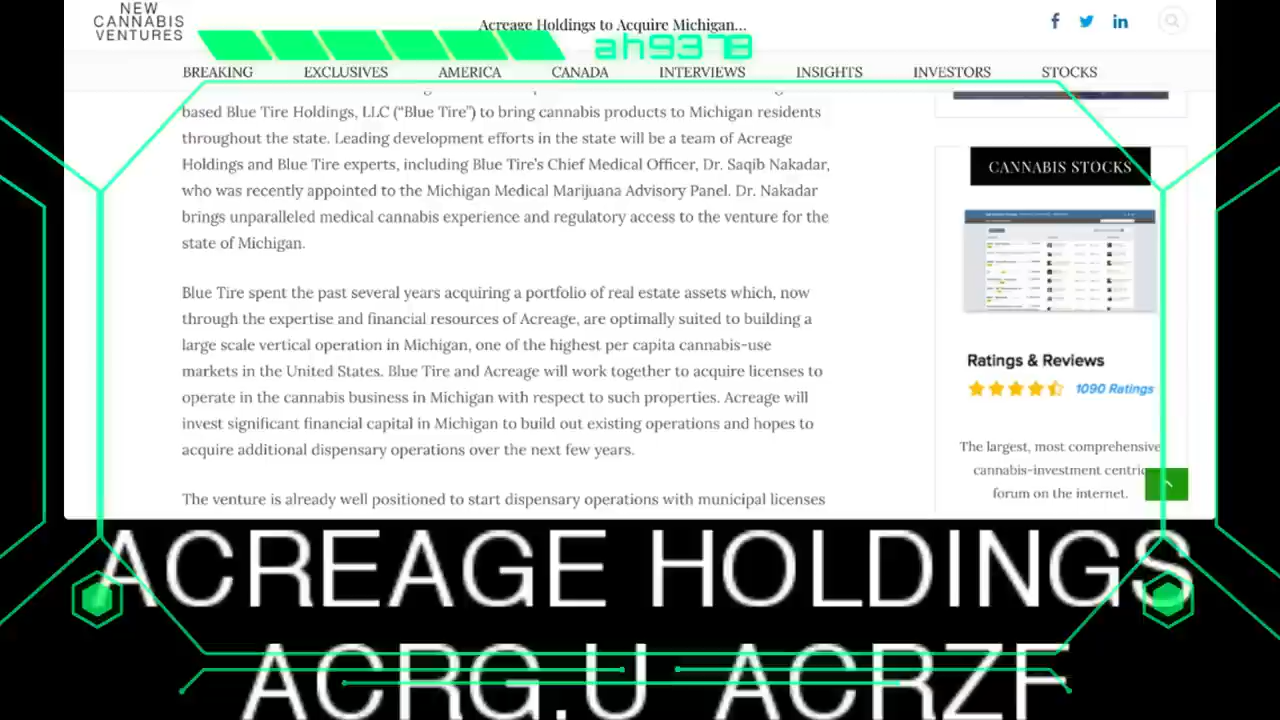 NEW
CANNABIS
VENTURES
Acreage Holdings to Acquire Michigan...
ah9378
BREAKING EXCLUSIVES AMERICA CANADA INTERVIEWS INSIGHTS INVESTORS STOCKS
based Blue Tire Holdings, LLC (“Blue Tire”) to bring cannabis products to Michigan residents
throughout the state. Leading development efforts in the state will be a team of Acreage
Holdings and Blue Tire experts, including Blue Tire’s Chief Medical Officer, Dr. Saqib Nakadar,
who was recently appointed to the Michigan Medical Marijuana Advisory Panel. Dr. Nakadar
brings unparalleled medical cannabis experience and regulatory access to the venture for the
state of Michigan.
Blue Tire spent the past several years acquiring a portfolio of real estate assets which, now
through the expertise and financial resources of Acreage, are optimally suited to building a
large scale vertical operation in Michigan, one of the highest per capita cannabis-use
markets in the United States. Blue Tire and Acreage will work together to acquire licenses to
operate in the cannabis business in Michigan with respect to such properties. Acreage will
invest significant financial capital in Michigan to build out existing operations and hopes to
acquire additional dispensary operations over the next few years.
The venture is already well positioned to start dispensary operations with municipal licenses
CANNABIS STOCKS
Ratings & Reviews
1090 Ratings
The largest, most comprehensive
cannabis-investment centric
forum on the internet.
ACREAGE HOLDINGS
ACRG.U ACRZF